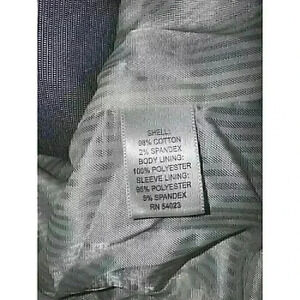 SHELL:
98% COTTON
2% SPANDEX
BODY LINING:
100% POLYESTER
SLEEVE LINING:
95% POLYESTER
5% SPANDEX
RN 54023